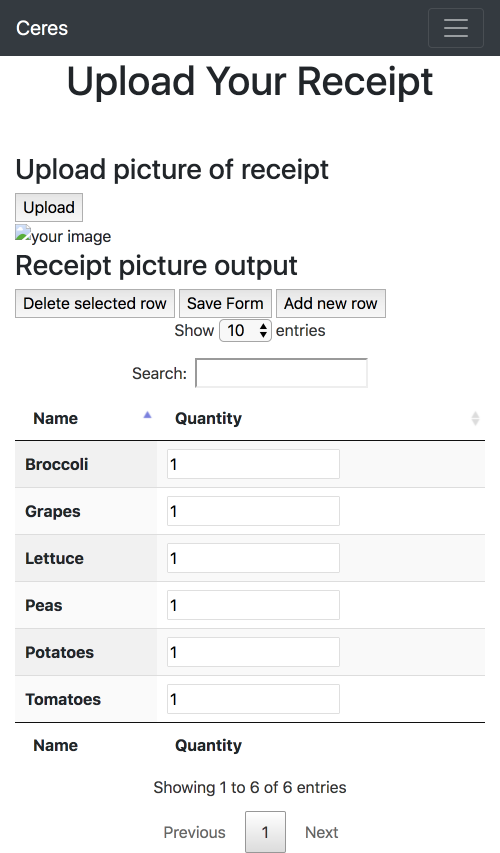 Ceres
Upload Your Receipt
Upload picture of receipt
Upload
your image
Receipt picture output
Delete selected row Save Form Add new row
Show 10 entries
Search:
Name Quantity
Broccoli 1
Grapes 1
Lettuce 1
Peas 1
Potatoes 1
Tomatoes 1
Name Quantity
Showing 1 to 6 of 6 entries
Previous 1 Next